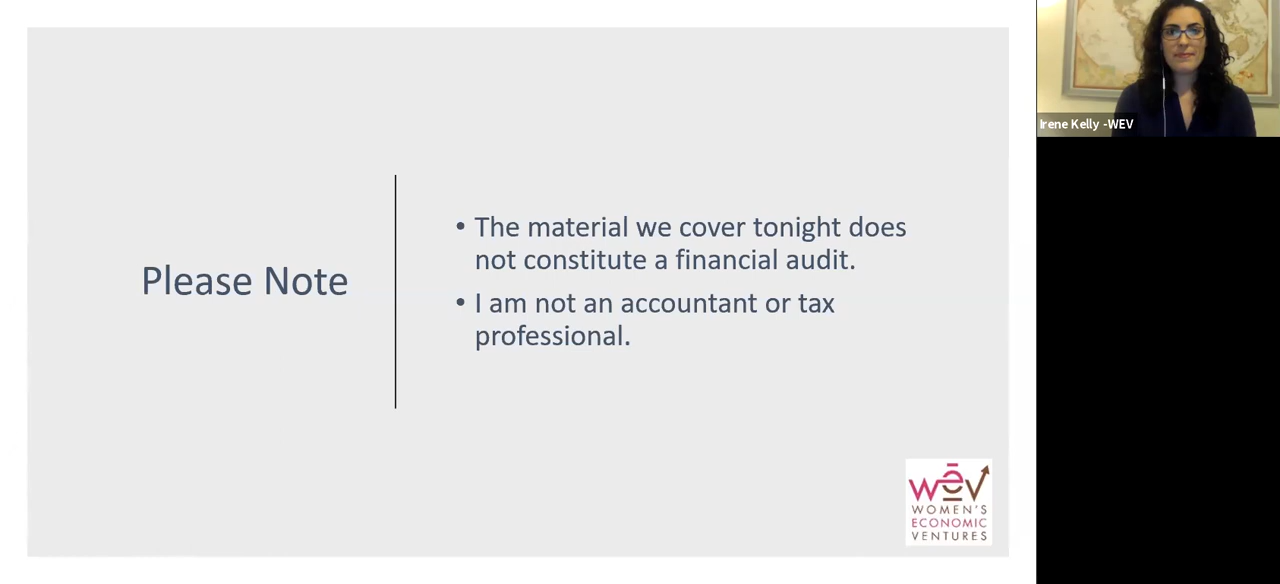 Please Note
• The material we cover tonight does
not constitute a financial audit.
• I am not an accountant or tax
professional.
wev
WOMEN'S
ECONOMIC
VENTURES
Irene Kelly -WEV